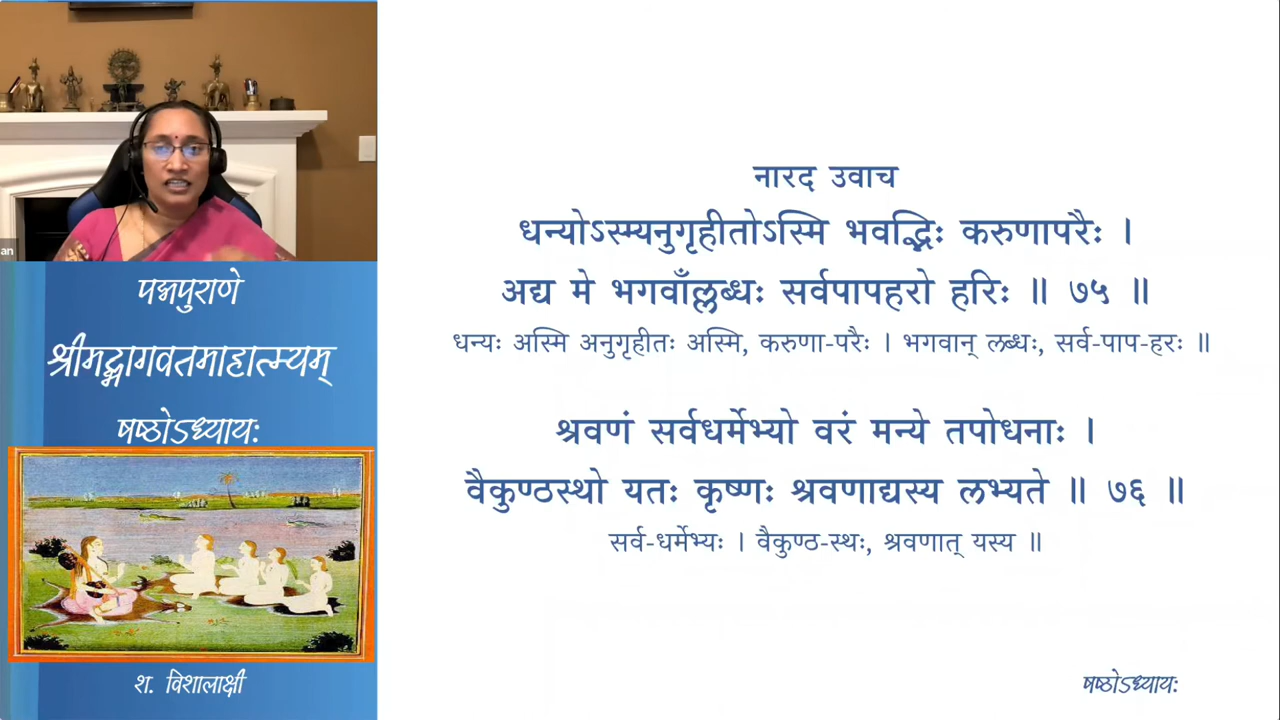 an
पद्मपुराणे
श्रीमद्भागवतमाहात्म्यम्
षष्ठोऽध्यायः
श. विशालाक्षी
नारद उवाच
धन्योऽस्म्यनुगृहीतोऽस्मि भवद्भिः करुणापरैः ।
अद्य मे भगवाँल्लब्धः सर्वपापहरो हरिः ॥ ७५ ॥
धन्यः अस्मि अनुगृहीतः अस्मि, करुणा-परैः । भगवान् लब्धः, सर्व-पाप-हरः ॥
श्रवणं सर्वधर्मेभ्यो वरं मन्ये तपोधनाः ।
वैकुण्ठस्थो यतः कृष्णः श्रवणाद्यस्य लभ्यते ॥ ७६ ॥
सर्व-धर्मेभ्यः । वैकुण्ठ-स्थः, श्रवणात् यस्य ॥
षष्ठोऽध्यायः